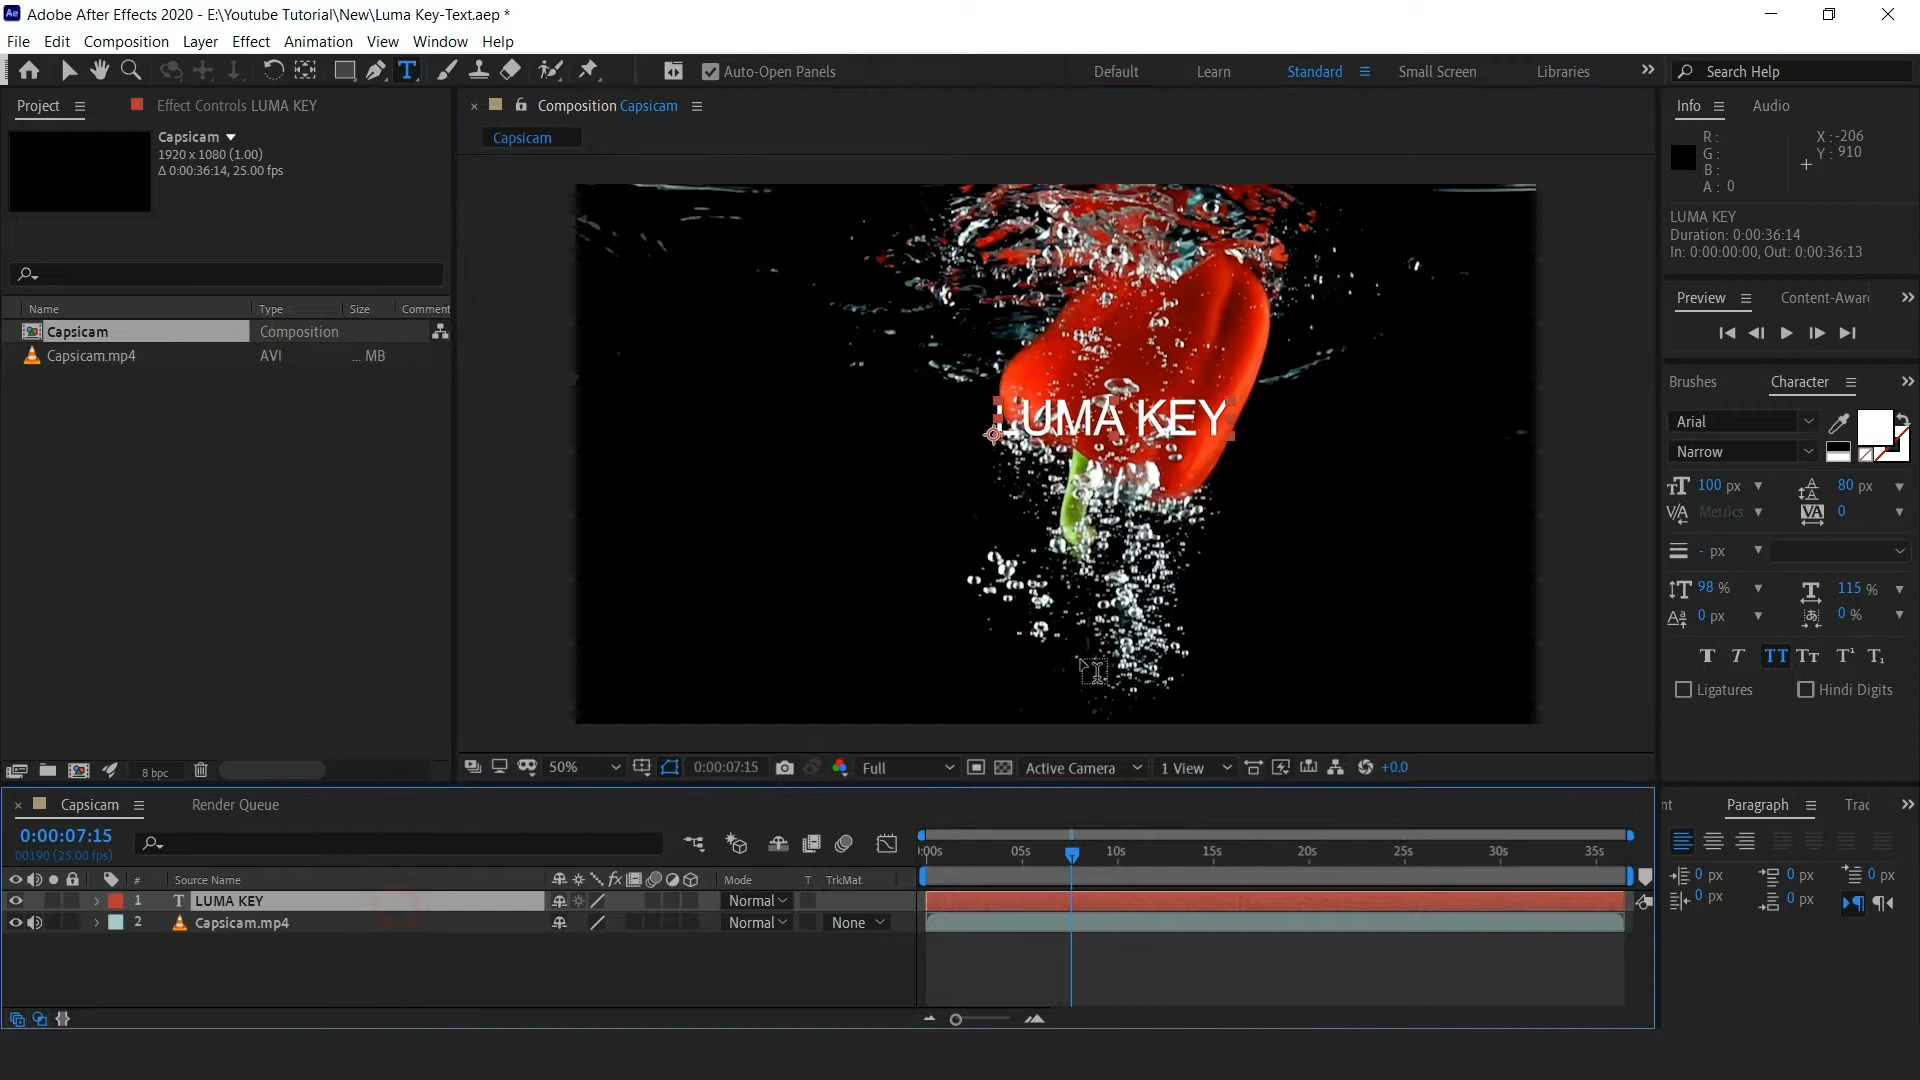 Ae Adobe After Effects 2020 - E:\Youtube Tutorial\New\Luma Key-Text.aep *
File Edit Composition Layer Effect Animation View Window Help
Auto-Open Panels Default Learn Standard Small Screen Libraries Search Help
Project Effect Controls LUMA KEY
Composition Capsicam
Info Audio
Capsicam
1920 x 1080 (1.00)
Δ 0:00:36:14, 25.00 fps
Capsicam
R :
G :
B :
A : 0
X : -206
Y : 910
LUMA KEY
Duration: 0:00:36:14
In: 0:00:00:00, Out: 0:00:36:13
Name Type Size Comment
Capsicam Composition
Capsicam.mp4 AVI ... MB
LUMA KEY
Preview Content-Awar
Brushes Character
Arial
Narrow
100 px 80 px
Metrics 0
- px
98 % 115 %
0 px 0 %
T T TT Tt T¹ T₁
Ligatures Hindi Digits
8 bpc
50% 0:00:07:15 Full Active Camera 1 View +0.0
Capsicam Render Queue
nt Paragraph Trac
0:00:07:15
00190 (25.00 fps)
:00s 05s 10s 15s 20s 25s 30s 35s
# Source Name Mode T TrkMat
1 T LUMA KEY Normal
2 Capsicam.mp4 Normal None
0 px 0 px 0 px
0 px 0 px